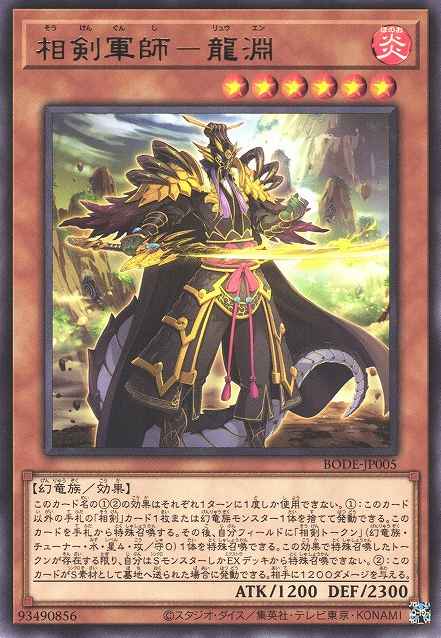 相剣軍師－龍淵
炎
BODE-JP005
【幻竜族／効果】
このカード名の①②の効果はそれぞれ1ターンに1度しか使用できない。①：このカード
以外の手札の「相剣」カード1枚または幻竜族モンスター1体を捨てて発動できる。この
カードを手札から特殊召喚する。その後、自分フィールドに「相剣トークン」（幻竜族・
チューナー・水・星4・攻／守0）1体を特殊召喚できる。この効果で特殊召喚したトーク
ンが存在する限り、自分はSモンスターしかEXデッキから特殊召喚できない。②：この
カードがS素材として墓地へ送られた場合に発動できる。相手に1200ダメージを与える。
ATK/1200 DEF/2300
93490856
©スタジオ・ダイス／集英社・テレビ東京・KONAMI